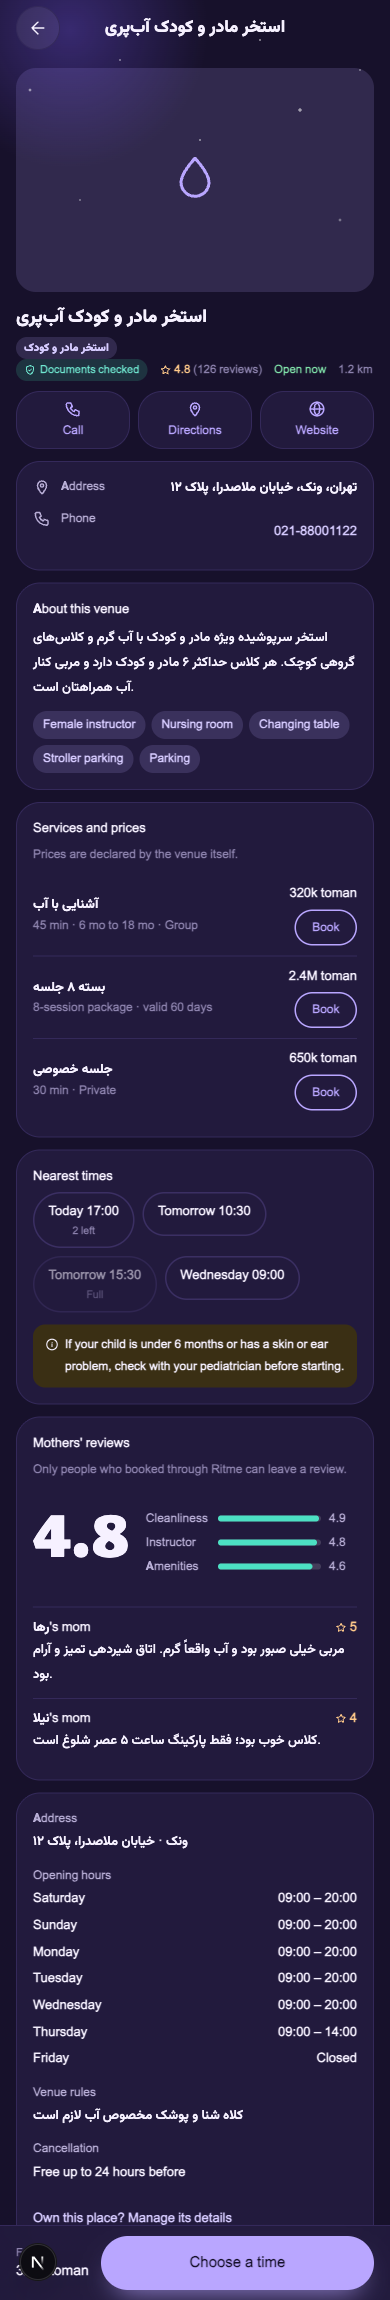 استخر مادر و کودک آب‌پری
استخر مادر و کودک آب‌پری
استخر مادر و کودک
Documents checked 4.8 (126 reviews) Open now 1.2 km
Call Directions Website
Address تهران، ونک، خیابان ملاصدرا، پلاک ۱۲
Phone 021-88001122
About this venue
استخر سرپوشیده ویژه مادر و کودک با آب گرم و کلاس‌های
گروهی کوچک. هر کلاس حداکثر ۶ مادر و کودک دارد و مربی کنار
آب همراهتان است.
Female instructor Nursing room Changing table
Stroller parking Parking
Services and prices
Prices are declared by the venue itself.
آشنایی با آب 320k toman
45 min · 6 mo to 18 mo · Group Book
بسته ۸ جلسه 2.4M toman
8-session package · valid 60 days Book
جلسه خصوصی 650k toman
30 min · Private Book
Nearest times
Today 17:00 Tomorrow 10:30
2 left
Tomorrow 15:30 Wednesday 09:00
Full
If your child is under 6 months or has a skin or ear
problem, check with your pediatrician before starting.
Mothers' reviews
Only people who booked through Ritme can leave a review.
4.8
Cleanliness 4.9
Instructor 4.8
Amenities 4.6
رها's mom 5
مربی خیلی صبور بود و آب واقعاً گرم. اتاق شیردهی تمیز و آرام
بود.
نیلا's mom 4
کلاس خوب بود؛ فقط پارکینگ ساعت ۵ عصر شلوغ است.
Address
ونک · خیابان ملاصدرا، پلاک ۱۲
Opening hours
Saturday 09:00 – 20:00
Sunday 09:00 – 20:00
Monday 09:00 – 20:00
Tuesday 09:00 – 20:00
Wednesday 09:00 – 20:00
Thursday 09:00 – 14:00
Friday Closed
Venue rules
کلاه شنا و پوشک مخصوص آب لازم است
Cancellation
Free up to 24 hours before
Own this place? Manage its details
N
Choose a time